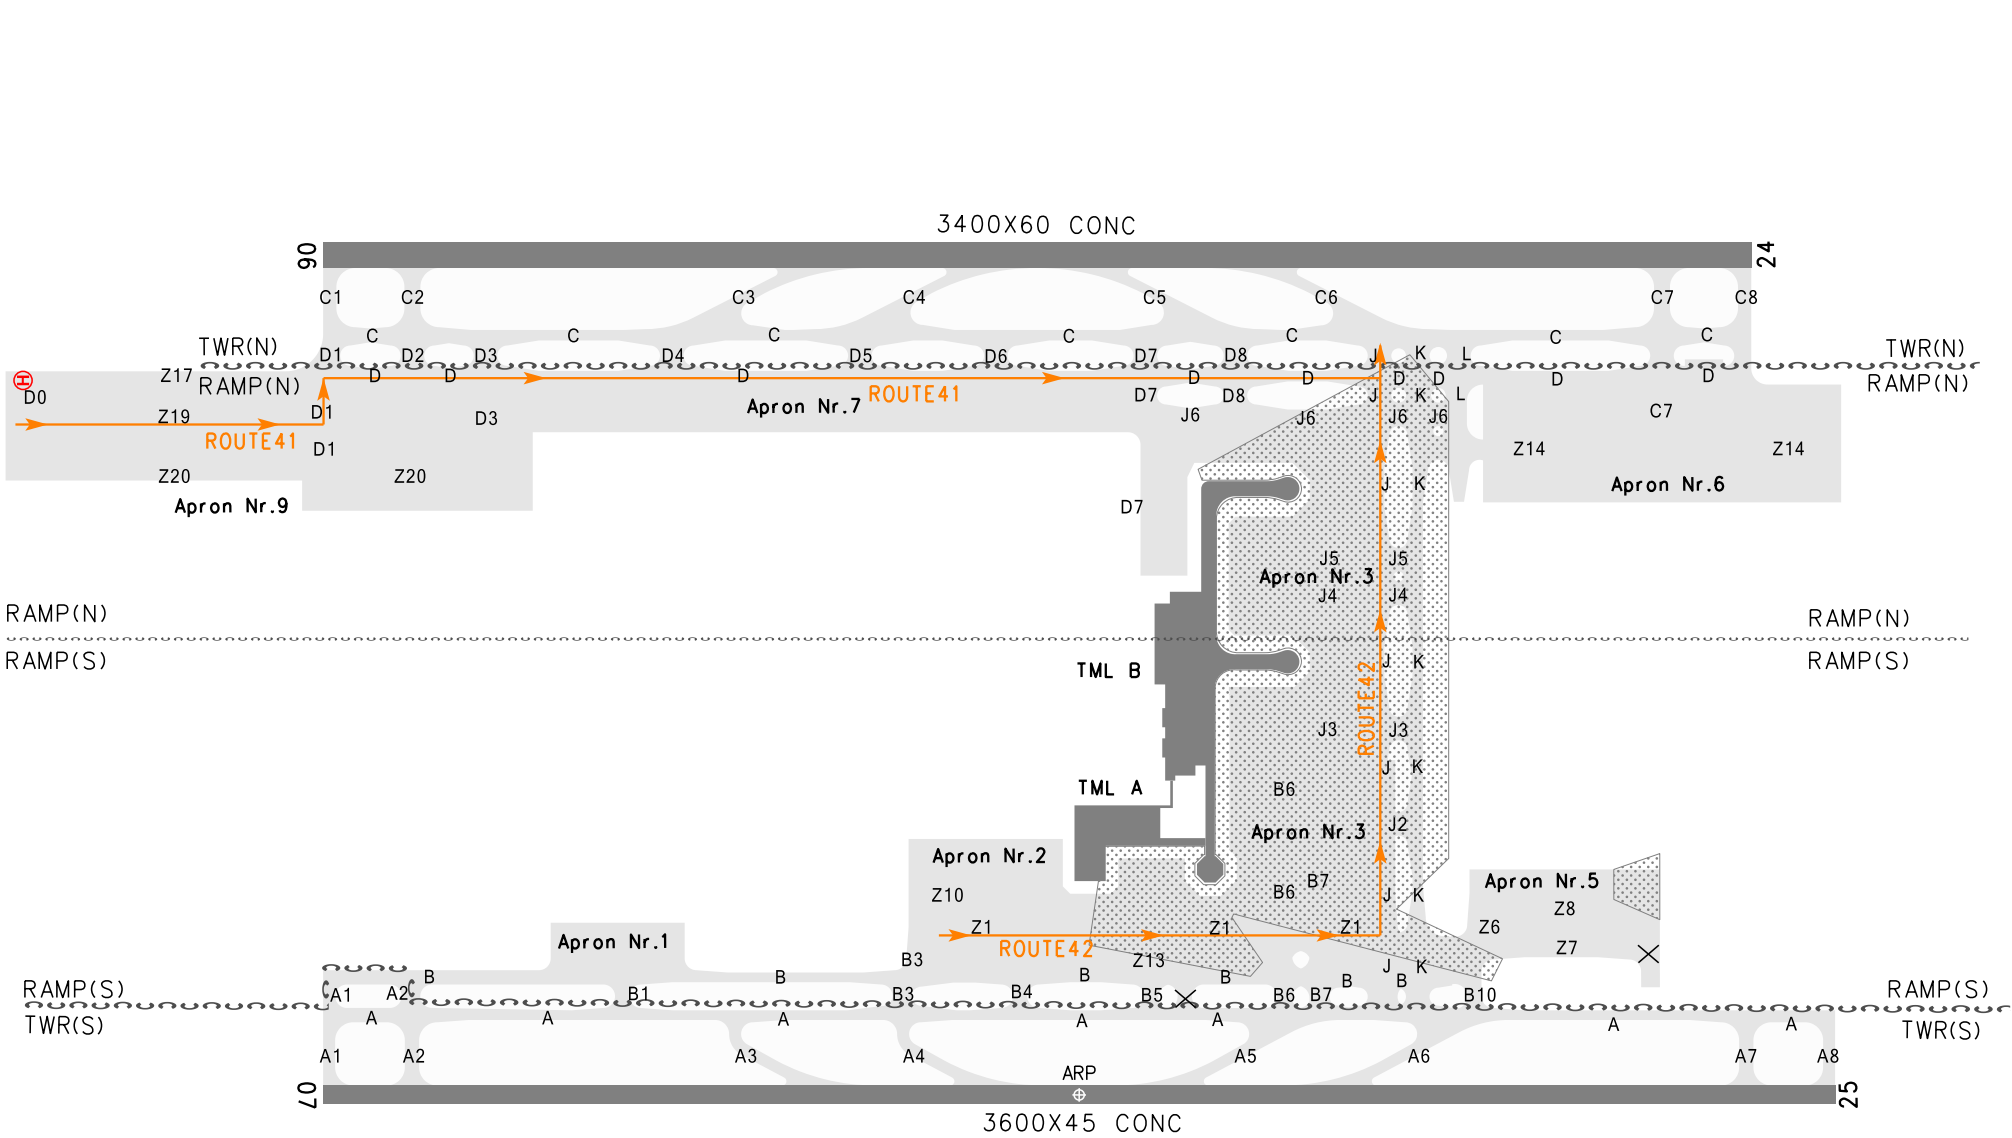 3400X60 CONC
06
24
C1 C2 C3 C4 C5 C6 C7 C8
C C C C C C C
TWR(N)
TWR(N)
D1 D2 D3 D4 D5 D6 D7 D8 J K L
H
Z17
RAMP(N)
RAMP(N)
D D D D D D D D D
D0
ROUTE41
D7 D8 J K L
Z19
D1
D3
Apron Nr.7
J6 J6 J6 J6
C7
ROUTE41
D1
Z14 Z14
Z20 Z20
J K
Apron Nr.6
Apron Nr.9
D7
J5 J5
Apron Nr.3
J4 J4
RAMP(N)
RAMP(N)
RAMP(S)
RAMP(S)
J K
TML B
ROUTE42
J3 J3
J K
TML A
B6
J2
Apron Nr.3
Apron Nr.2
B7
Apron Nr.5
Z10
B6
J K
Z8
Z1 Z1 Z1
Z6
Apron Nr.1
ROUTE42
Z7
B3
Z13
J K
B B B B B B
RAMP(S)
RAMP(S)
A1 A2 B1 B3 B4 B5 B6 B7 B10
TWR(S)
TWR(S)
A A A A A A A
A1 A2 A3 A4 A5 A6 A7 A8
ARP
07
25
3600X45 CONC